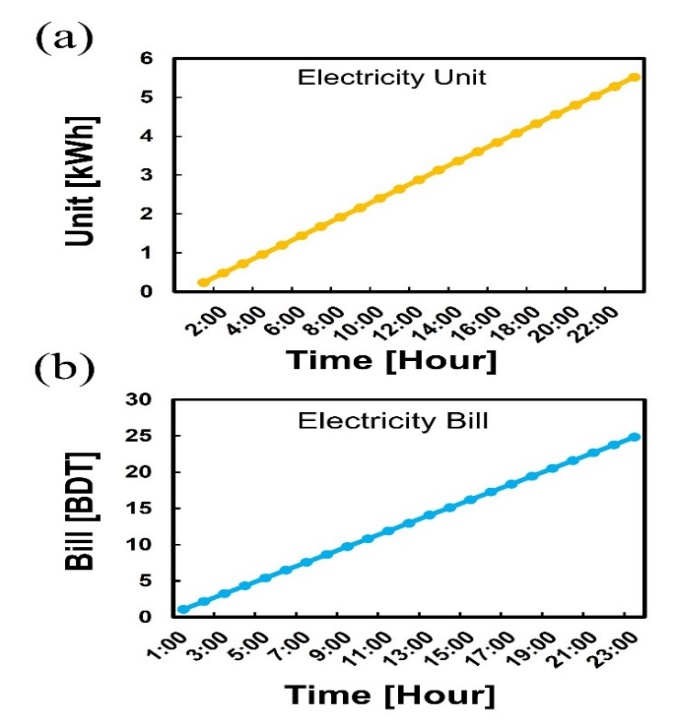 (a)
Electricity Unit
Unit [kWh]
6
5
4
3
2
1
0
2:00 4:00 6:00 8:00 10:00 12:00 14:00 16:00 18:00 20:00 22:00
Time [Hour]
(b)
Electricity Bill
Bill [BDT]
30
25
20
15
10
5
0
1:00 3:00 5:00 7:00 9:00 11:00 13:00 15:00 17:00 19:00 21:00 23:00
Time [Hour]